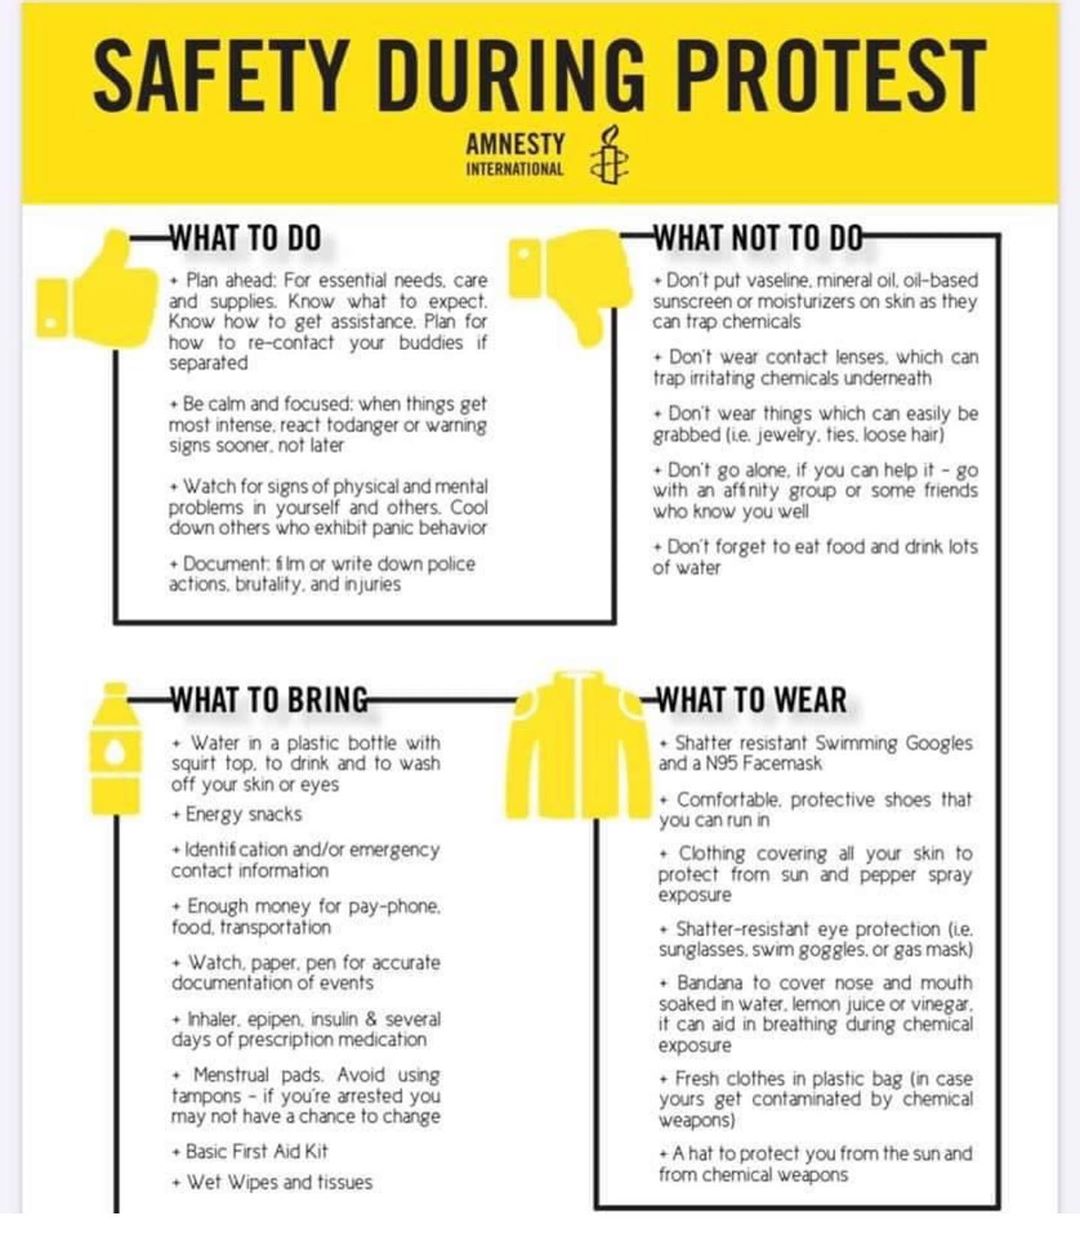 SAFETY DURING PROTEST
AMNESTY
INTERNATIONAL
WHAT TO DO
+ Plan ahead: For essential needs, care
and supplies. Know what to expect.
Know how to get assistance. Plan for
how to re-contact your buddies if
separated
+ Be calm and focused: when things get
most intense, react todanger or warning
signs sooner, not later
+ Watch for signs of physical and mental
problems in yourself and others. Cool
down others who exhibit panic behavior
+ Document: film or write down police
actions, brutality, and injuries
WHAT NOT TO DO
+ Don't put vaseline, mineral oil, oil-based
sunscreen or moisturizers on skin as they
can trap chemicals
+ Don't wear contact lenses, which can
trap irritating chemicals underneath
+ Don't wear things which can easily be
grabbed (i.e. jewelry, ties, loose hair)
+ Don't go alone, if you can help it - go
with an affinity group or some friends
who know you well
+ Don't forget to eat food and drink lots
of water
WHAT TO BRING
+ Water in a plastic bottle with
squirt top, to drink and to wash
off your skin or eyes
+ Energy snacks
+ Identification and/or emergency
contact information
+ Enough money for pay-phone,
food, transportation
+ Watch, paper, pen for accurate
documentation of events
+ Inhaler, epipen, insulin & several
days of prescription medication
+ Menstrual pads. Avoid using
tampons - if you're arrested you
may not have a chance to change
+ Basic First Aid Kit
+ Wet Wipes and tissues
WHAT TO WEAR
+ Shatter resistant Swimming Googles
and a N95 Facemask
+ Comfortable, protective shoes that
you can run in
+ Clothing covering all your skin to
protect from sun and pepper spray
exposure
+ Shatter-resistant eye protection (i.e.
sunglasses, swim goggles, or gas mask)
+ Bandana to cover nose and mouth
soaked in water, lemon juice or vinegar,
it can aid in breathing during chemical
exposure
+ Fresh clothes in plastic bag (in case
yours get contaminated by chemical
weapons)
+ A hat to protect you from the sun and
from chemical weapons